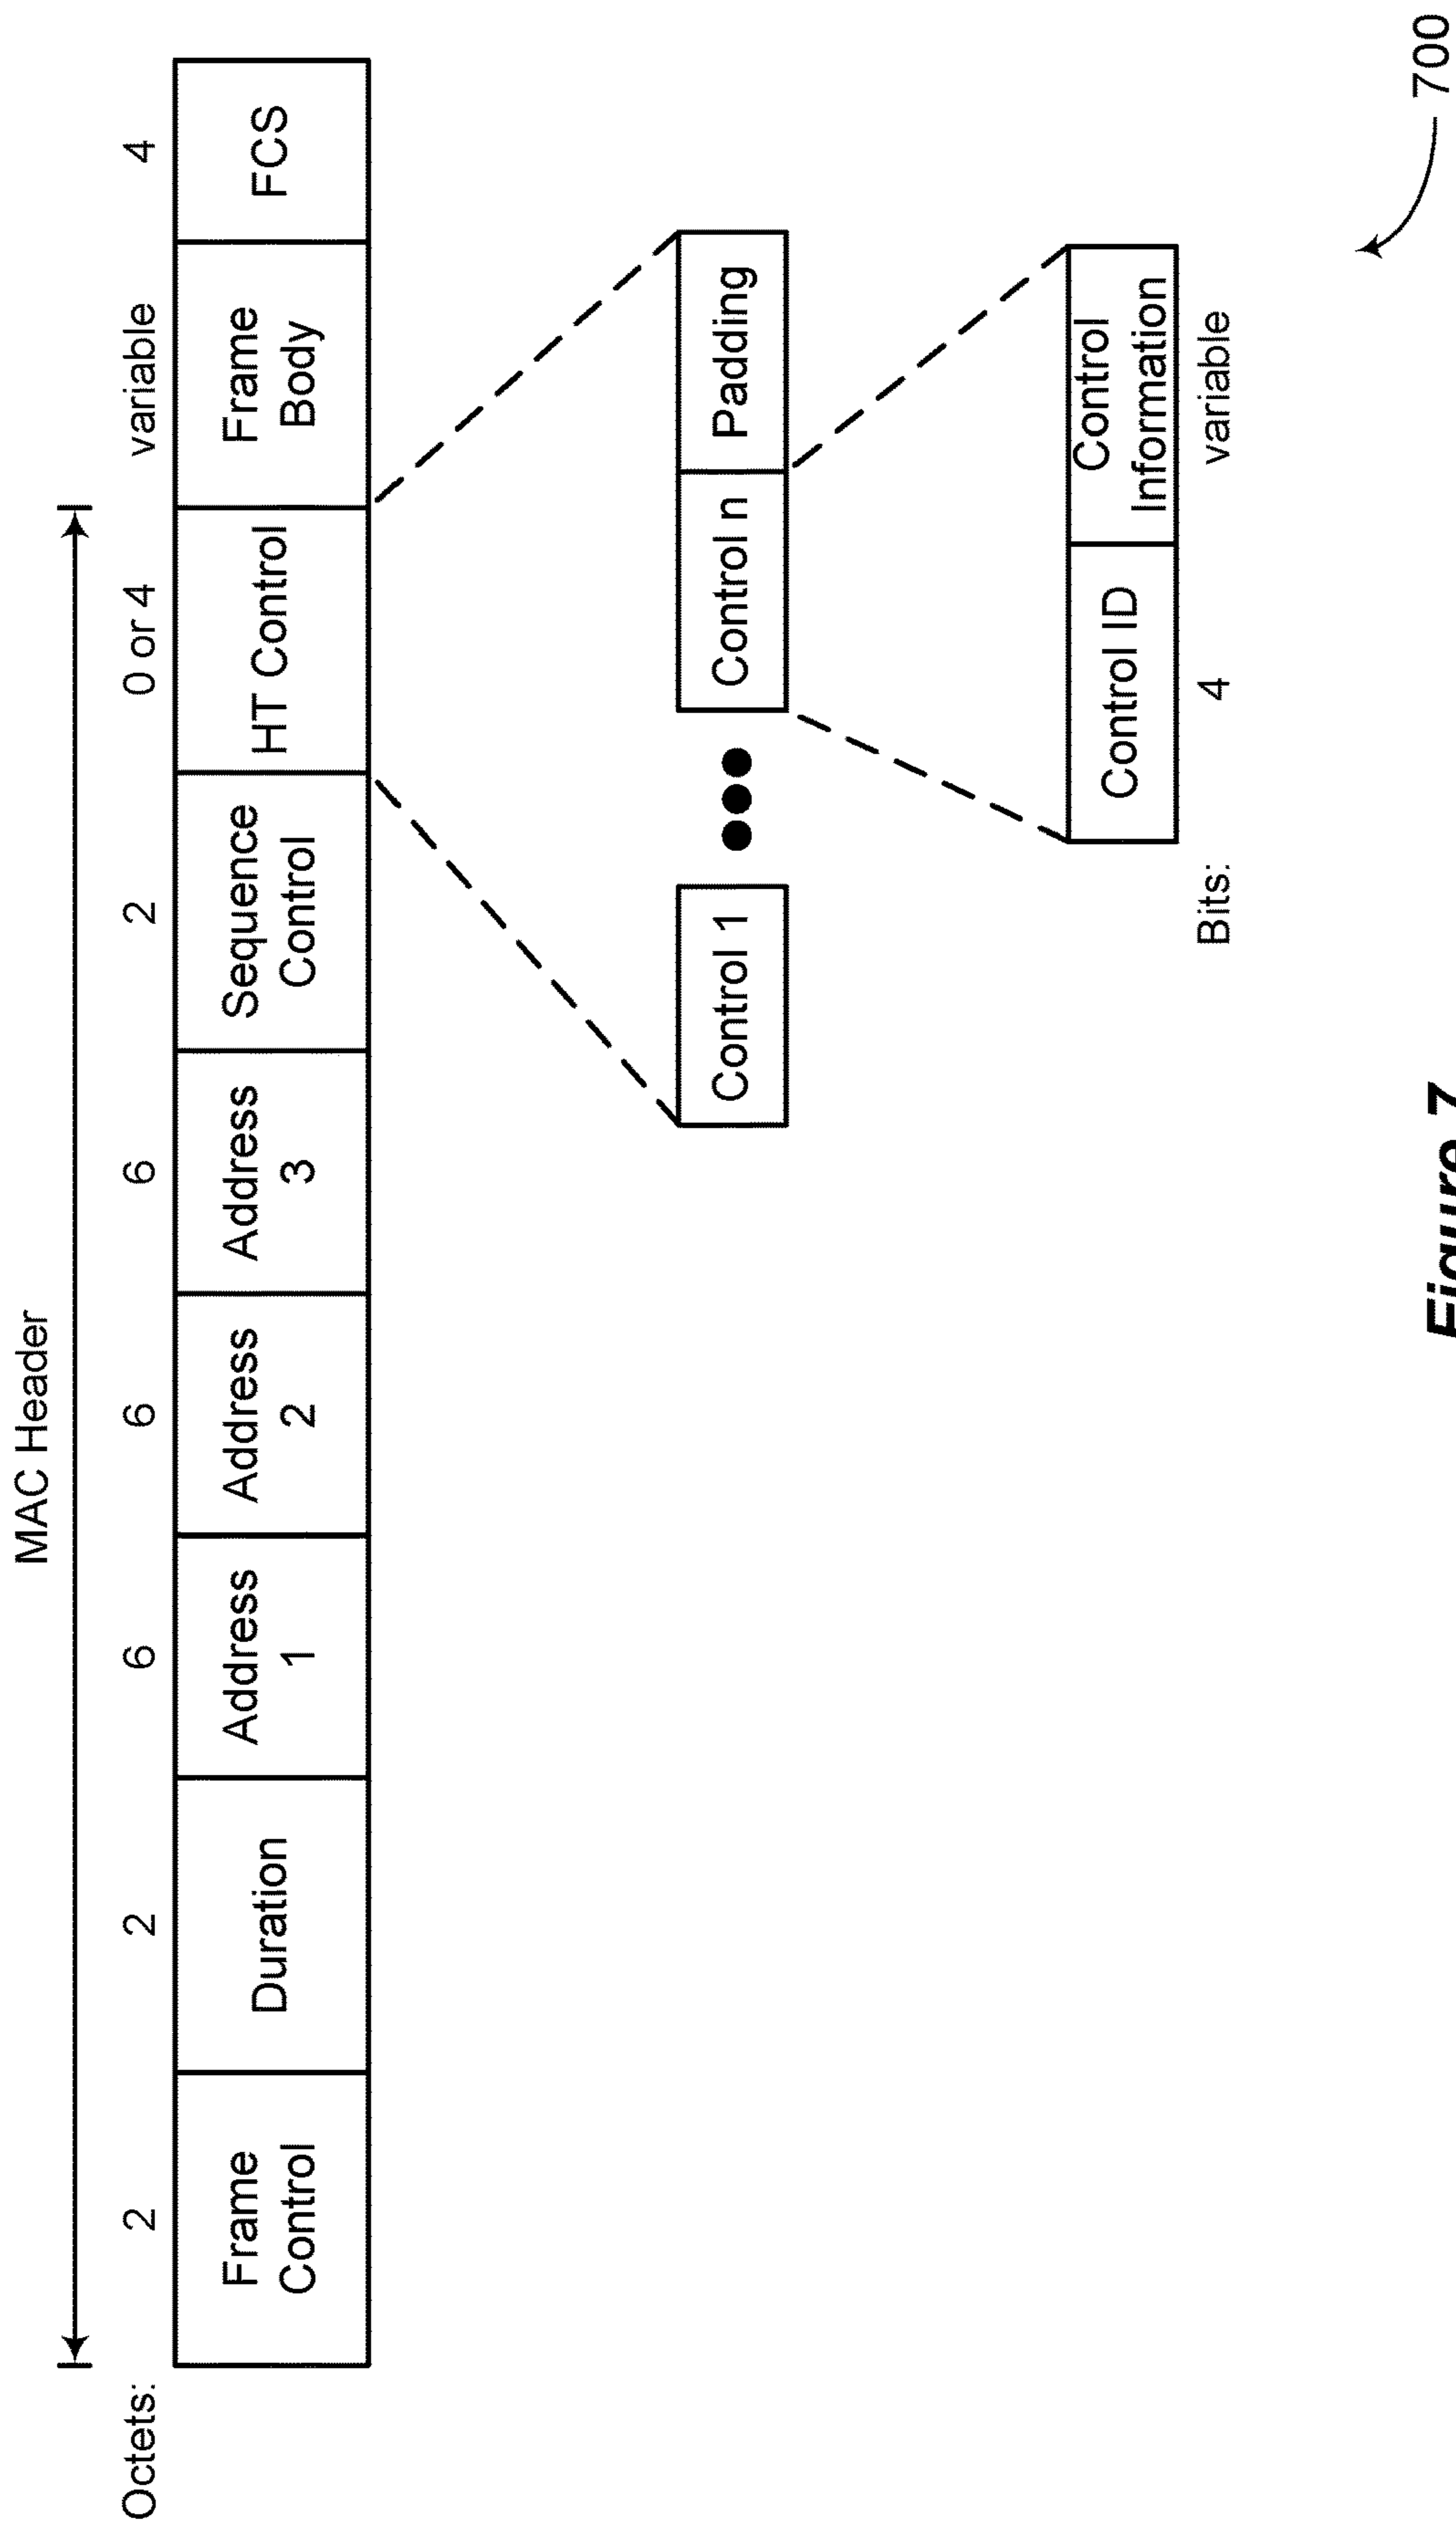 MAC Header
Octets: 2 2 6 6 6 2 0 or 4 variable 4
Frame
Control
Duration
Address
1
Address
2
Address
3
Sequence
Control
HT Control
Frame
Body
FCS
Control 1
Control n
Padding
Control ID
Control
Information
Bits: 4 variable
700
Figure 7